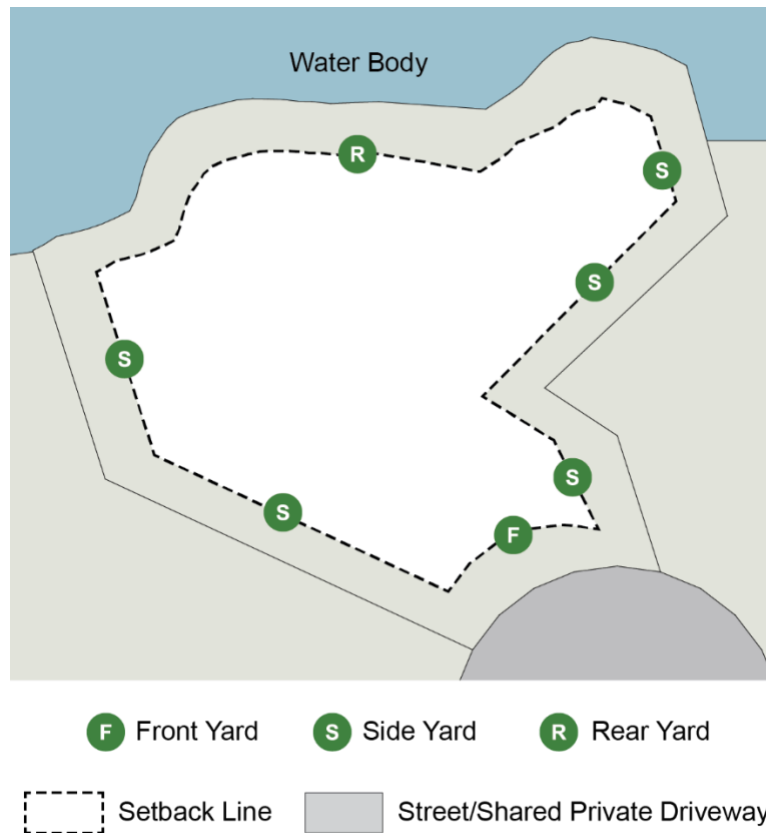 Water Body
R
S
S
S
S
S
F
F Front Yard
S Side Yard
R Rear Yard
Setback Line
Street/Shared Private Driveway